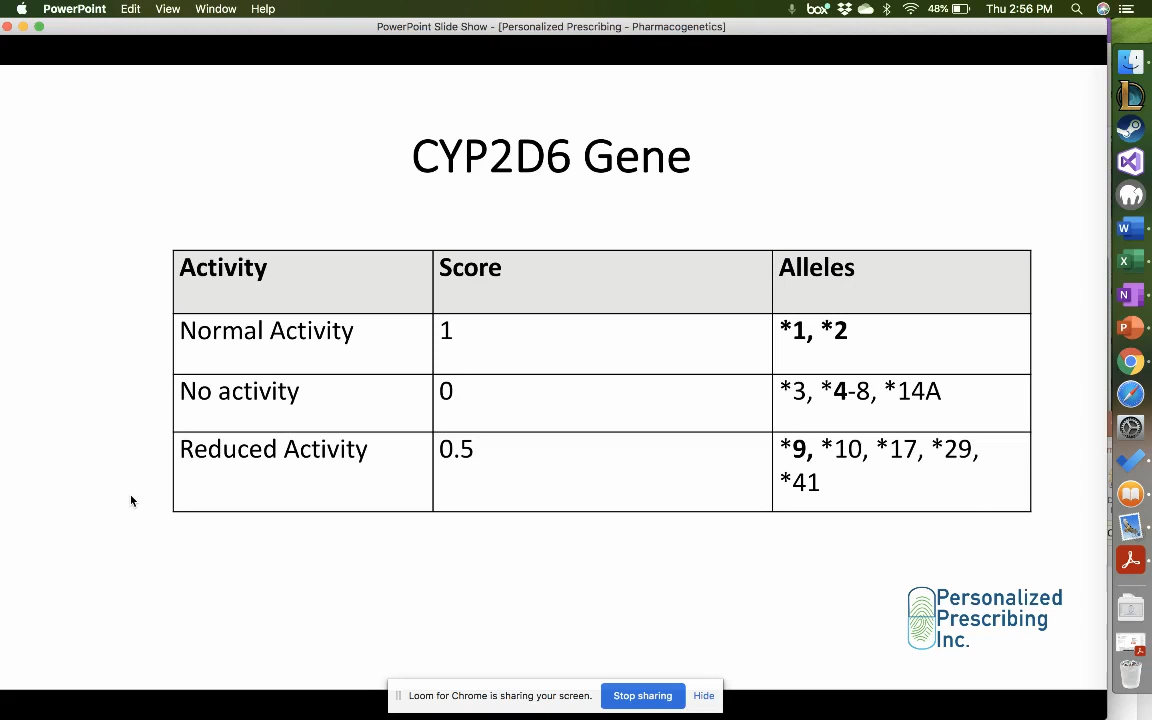 PowerPoint Edit View Window Help box 48% Thu 2:56 PM
PowerPoint Slide Show - [Personalized Prescribing - Pharmacogenetics]
CYP2D6 Gene
Activity Score Alleles
Normal Activity 1 *1, *2
No activity 0 *3, *4-8, *14A
Reduced Activity 0.5 *9, *10, *17, *29,
*41
Personalized
Prescribing
Inc.
Loom for Chrome is sharing your screen. Stop sharing Hide